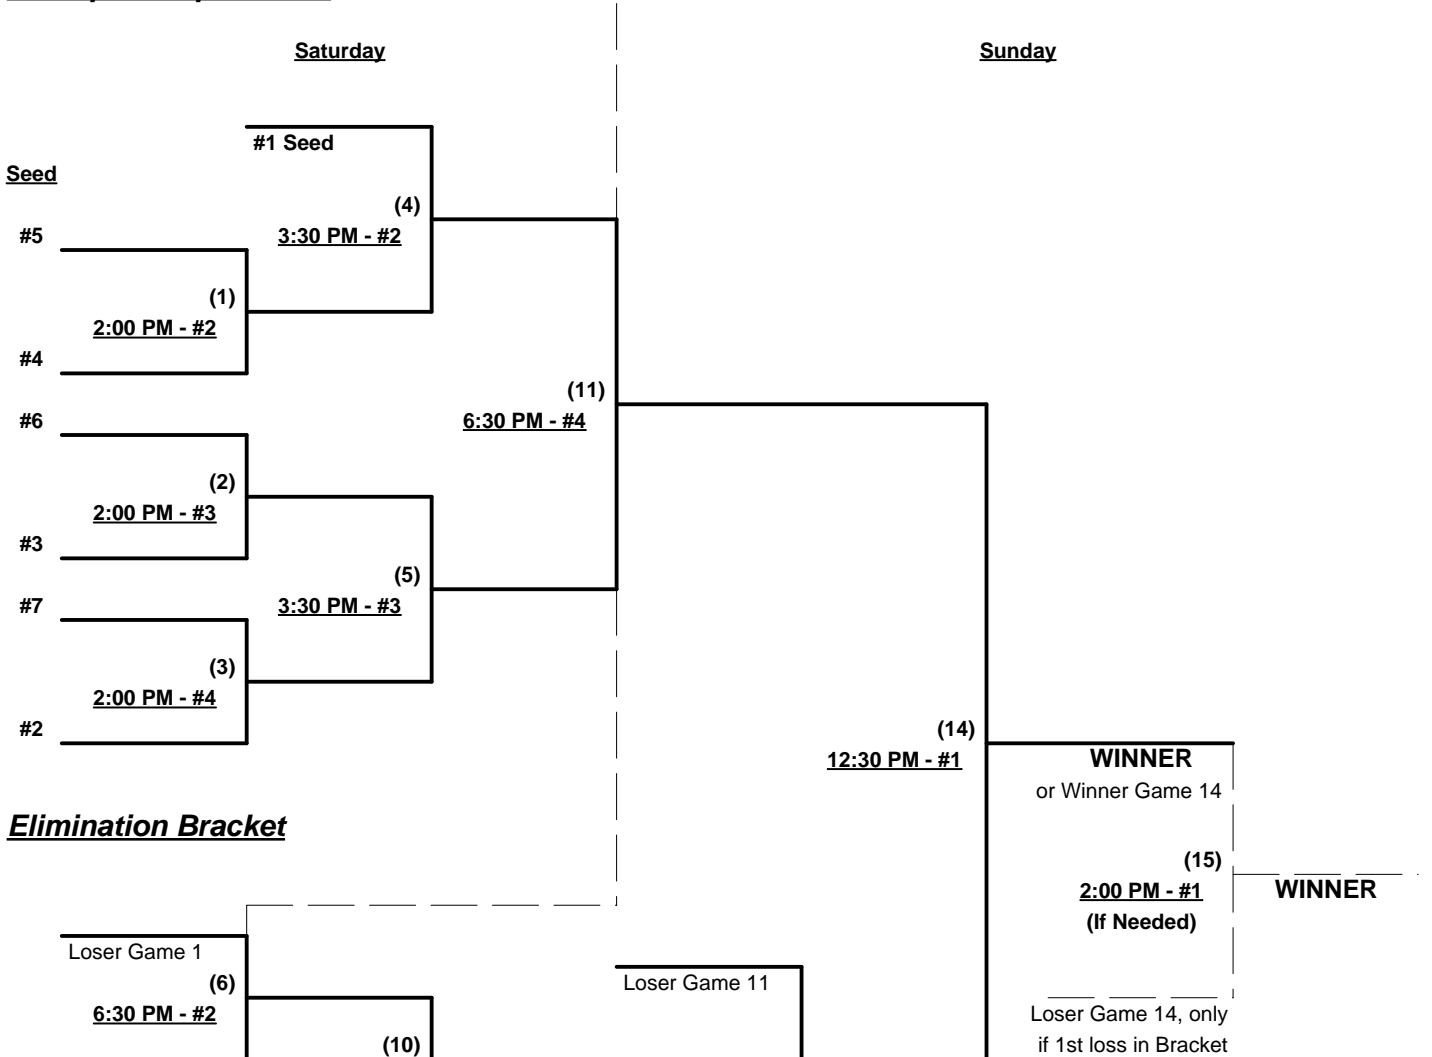 Saturday
Sunday
#1 Seed
Seed
(4)
#5
3:30 PM - #2
(1)
2:00 PM - #2
#4
(11)
#6
6:30 PM - #4
(2)
2:00 PM - #3
#3
(5)
#7
3:30 PM - #3
(3)
2:00 PM - #4
#2
(14)
12:30 PM - #1
WINNER
or Winner Game 14
Elimination Bracket
(15)
2:00 PM - #1
WINNER
(If Needed)
Loser Game 1
(6)
Loser Game 11
6:30 PM - #2
Loser Game 14, only
(10)
if 1st loss in Bracket